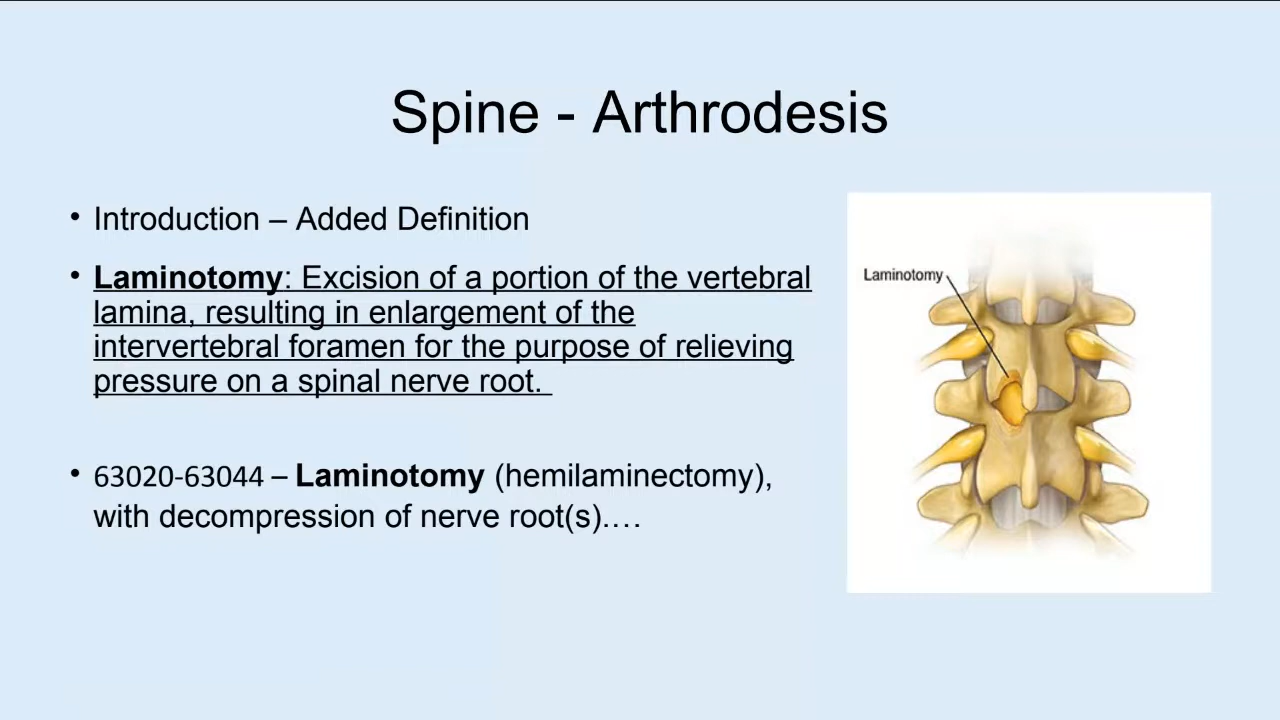 Spine - Arthrodesis
• Introduction – Added Definition
• Laminotomy: Excision of a portion of the vertebral
lamina, resulting in enlargement of the
intervertebral foramen for the purpose of relieving
pressure on a spinal nerve root.
• 63020-63044 – Laminotomy (hemilaminectomy),
with decompression of nerve root(s).…
Laminotomy